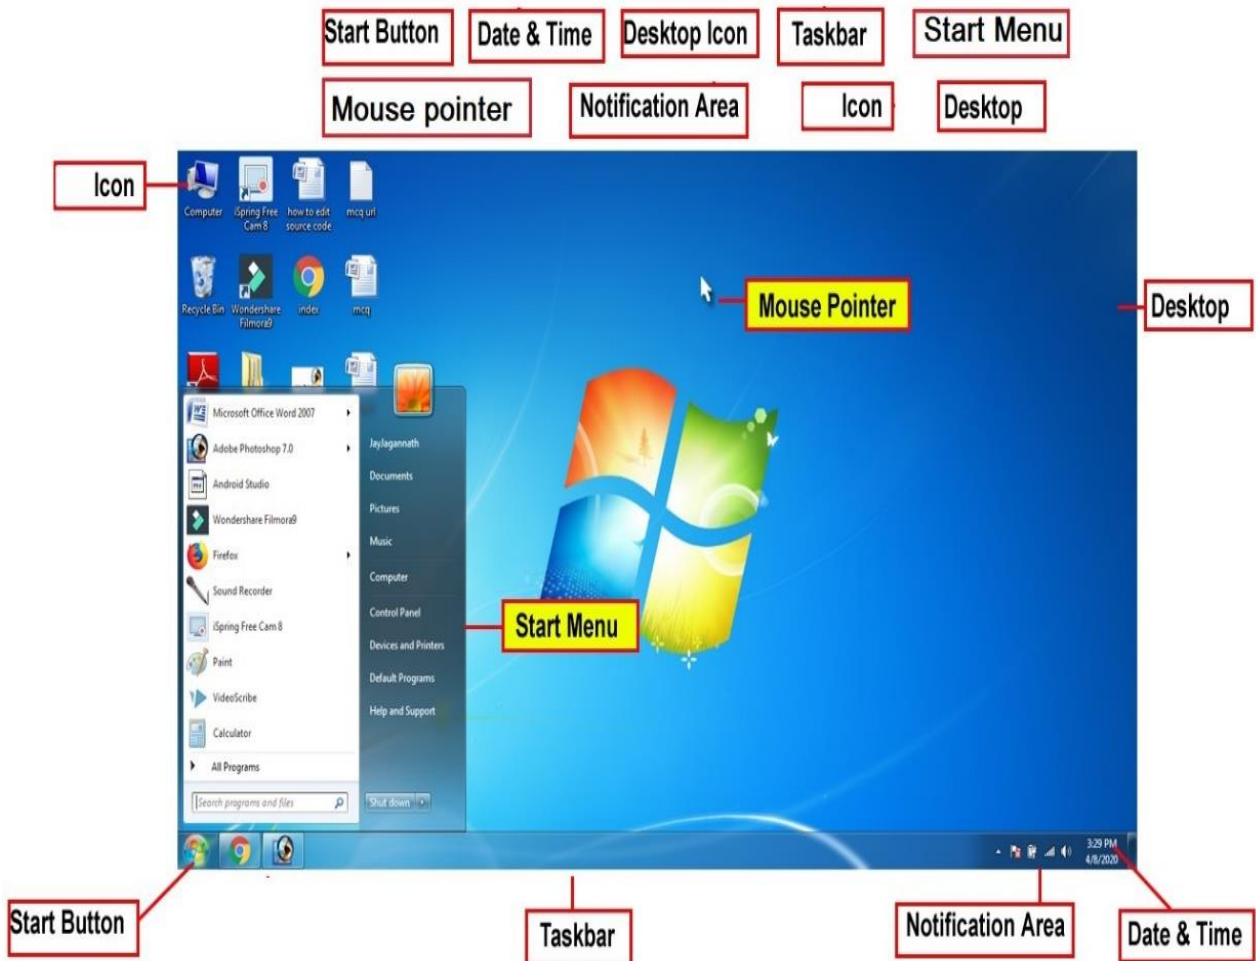 Start Button Date & Time Desktop Icon Taskbar Start Menu
Mouse pointer Notification Area Icon Desktop
Icon
Computer
iSpring Free
Cam 8
how to edit
source code
mcq url
Recycle Bin
Wondershare
Filmora9
index
mcq
Mouse Pointer
Desktop
Microsoft Office Word 2007
Adobe Photoshop 7.0
Android Studio
Wondershare Filmora9
Firefox
Sound Recorder
iSpring Free Cam 8
Paint
VideoScribe
Calculator
All Programs
Search programs and files
JayJagannath
Documents
Pictures
Music
Computer
Control Panel
Devices and Printers
Default Programs
Help and Support
Shut down
Start Menu
3:29 PM
4/8/2020
Start Button
Taskbar
Notification Area
Date & Time